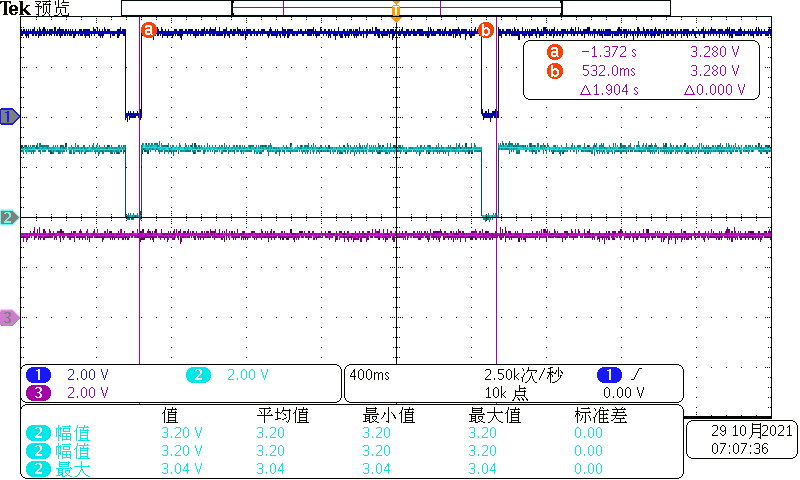 Tek 预览
a b
a -1.372 s 3.280 V
b 532.0ms 3.280 V
△1.904 s △0.000 V
1
2
3
1 2.00 V 2 2.00 V
3 2.00 V
400ms 2.50k次/秒 1
10k 点 0.00 V
值 平均值 最小值 最大值 标准差
2 幅值 3.20 V 3.20 3.20 3.20 0.00
2 幅值 3.20 V 3.20 3.20 3.20 0.00
2 最大 3.04 V 3.04 3.04 3.04 0.00
29 10月2021
07:07:36